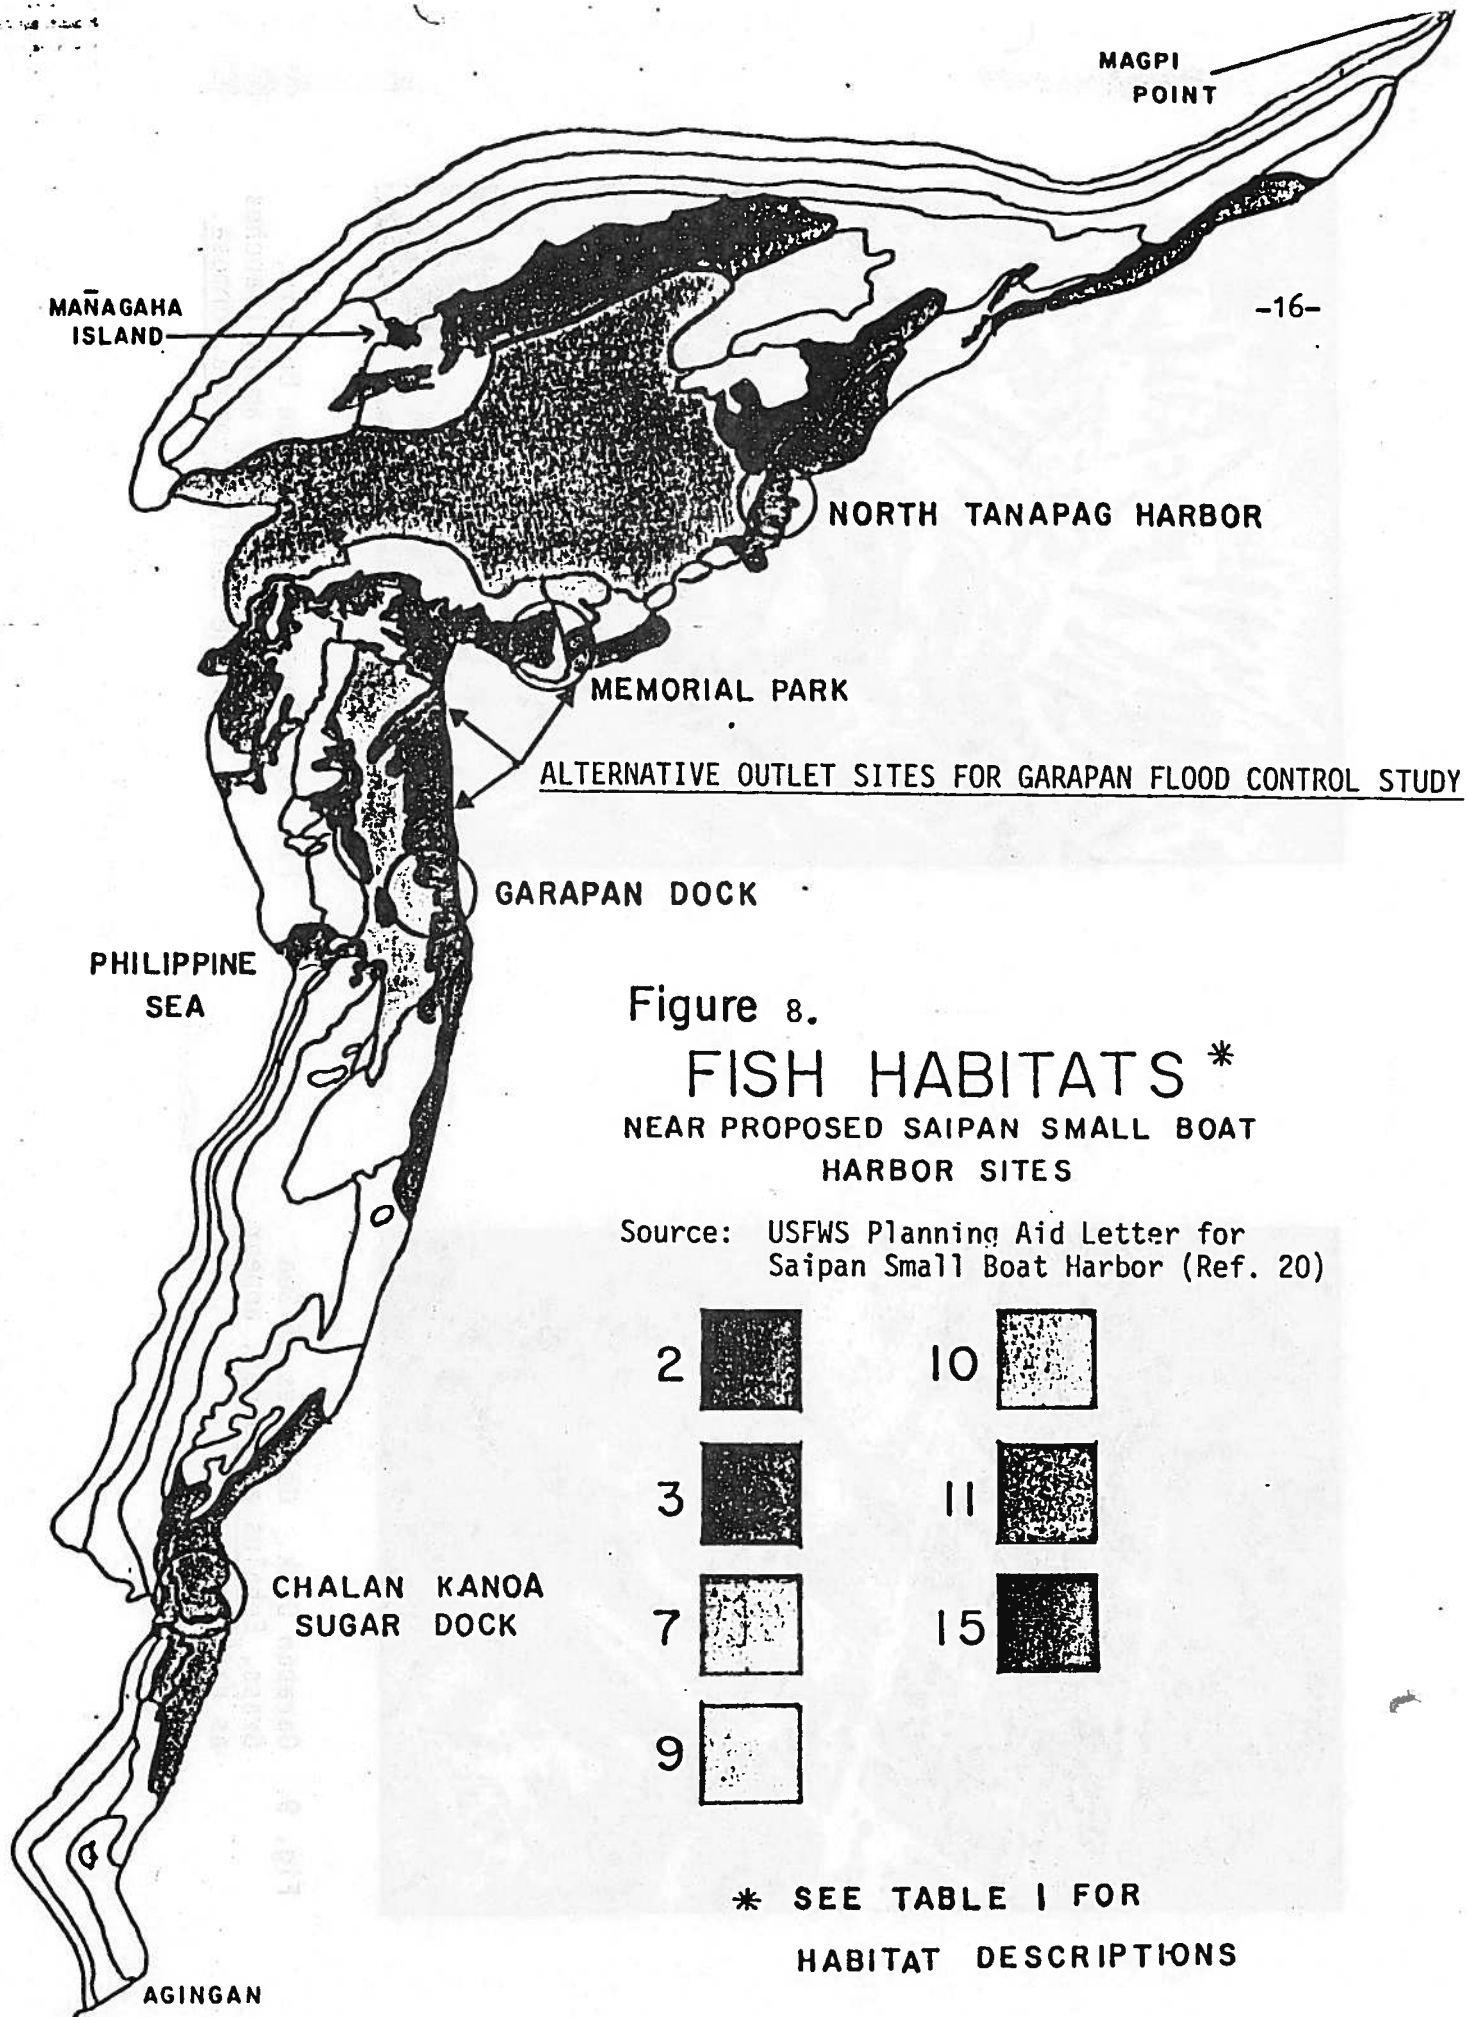 MAGPI
POINT
-16-
MAÑAGAHA
ISLAND
NORTH TANAPAG HARBOR
MEMORIAL PARK
ALTERNATIVE OUTLET SITES FOR GARAPAN FLOOD CONTROL STUDY
GARAPAN DOCK
PHILIPPINE
SEA
Figure 8.
FISH HABITATS *
NEAR PROPOSED SAIPAN SMALL BOAT
HARBOR SITES
Source: USFWS Planning Aid Letter for
Saipan Small Boat Harbor (Ref. 20)
2
10
3
11
7
15
9
CHALAN KANOA
SUGAR DOCK
* SEE TABLE 1 FOR
HABITAT DESCRIPTIONS
AGINGAN